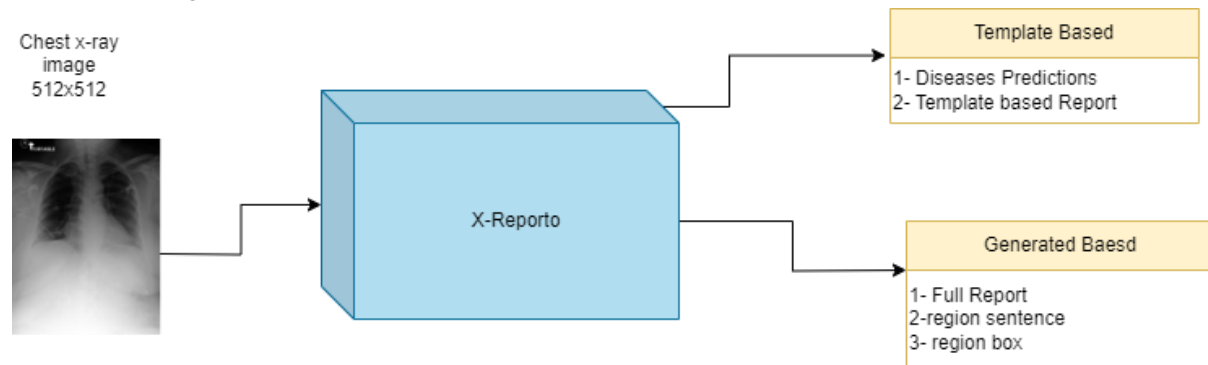 Chest x-ray
image
512x512
X-Reporto
Template Based
1- Diseases Predictions
2- Template based Report
Generated Baesd
1- Full Report
2-region sentence
3- region box